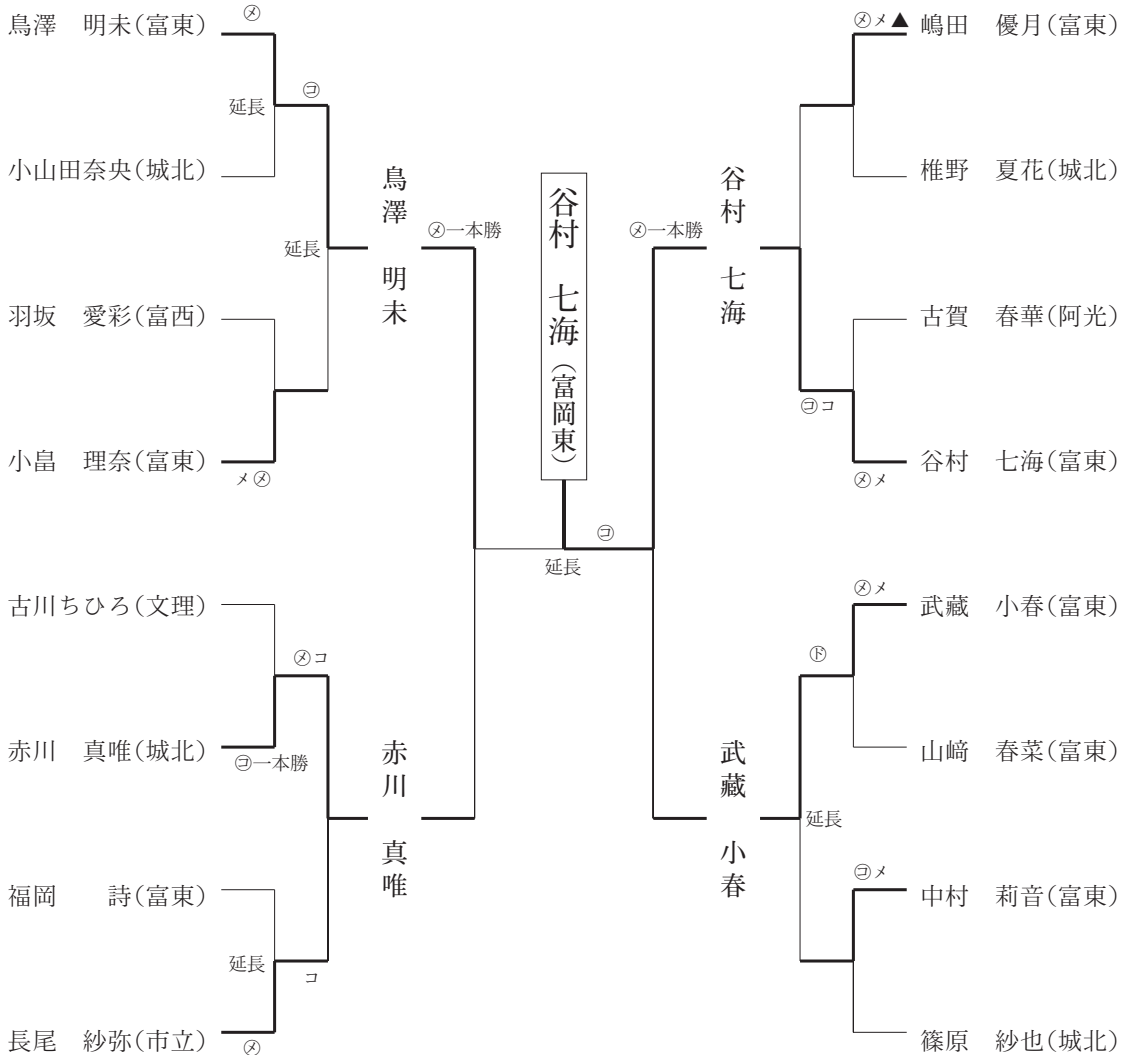 鳥澤　明未(富東)
㋱
延長
㋙
小山田奈央(城北)
延長
羽坂　愛彩(富西)
小畠　理奈(富東)
メ㋱
鳥澤　明未
㋱一本勝
古川ちひろ(文理)
㋱コ
赤川　真唯(城北)
㋙一本勝
福岡　　詩(富東)
延長
コ
長尾　紗弥(市立)
㋱
赤川　真唯
谷村　七海（富岡東）
㋙
延長
㋱一本勝
谷村　七海
㋱メ▲
嶋田　優月(富東)
椎野　夏花(城北)
古賀　春華(阿光)
㋙コ
谷村　七海(富東)
㋱メ
武藏　小春
㋱メ
武藏　小春(富東)
㋣
山﨑　春菜(富東)
延長
㋙メ
中村　莉音(富東)
篠原　紗也(城北)